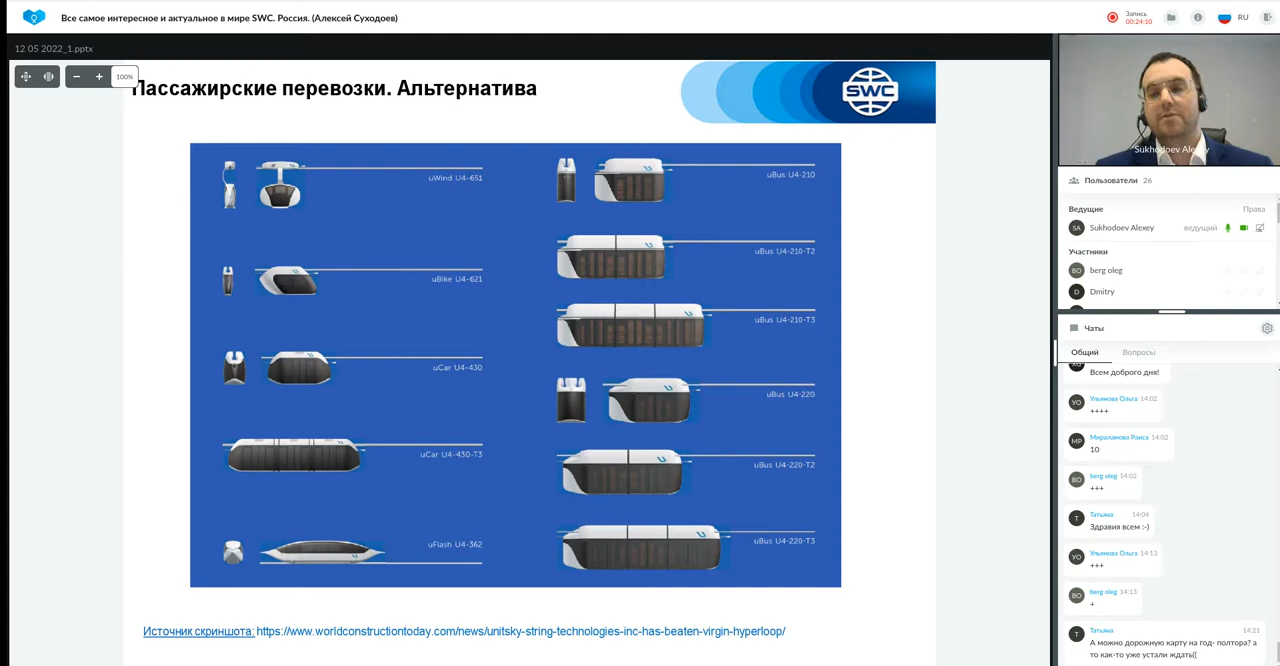 Все самое интересное и актуальное в мире SWC. Россия. (Алексей Суходоев)
Запись
00:24:10
RU
12 05 2022_1.pptx
100%
Пассажирские перевозки. Альтернатива
SWC
uWind U4-651
uBike U4-621
uCar U4-430
uCar U4-430-T3
uFlash U4-362
uBus U4-210
uBus U4-210-T2
uBus U4-210-T3
uBus U4-220
uBus U4-220-T2
uBus U4-220-T3
Источник скриншота: https://www.worldconstructiontoday.com/news/unitsky-string-technologies-inc-has-beaten-virgin-hyperloop/
Sukhodoev Alexey
Пользователи 26
Ведущие Права
SA Sukhodoev Alexey ведущий
Участники
BO berg oleg
D Dmitry
Чаты
Общий Вопросы
Всем доброго дня!
УО Ульянова Ольга 14:02
++++
МР Мираламова Раиса 14:02
10
BO berg oleg 14:02
+++
Т Татьяна 14:04
Здравия всем :-)
УО Ульянова Ольга 14:13
+++
BO berg oleg 14:13
+
Т Татьяна 14:21
А можно дорожную карту на год- полтора? а
то как-то уже устали ждать((